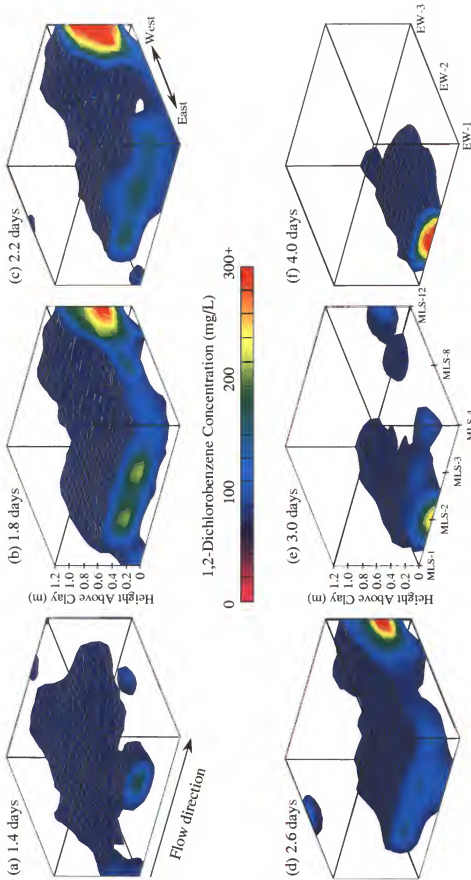 (a) 1.4 days
Flow direction
(b) 1.8 days
Height Above Clay (m)
1.2
1.0
0.8
0.6
0.4
0.2
0
(c) 2.2 days
East
West
1,2-Dichlorobenzene Concentration (mg/L)
0
100
200
300+
(d) 2.6 days
(e) 3.0 days
Height Above Clay (m)
1.2
1.0
0.8
0.6
0.4
0.2
0
MLS-1
MLS-2
MLS-3
MLS-4
MLS-8
MLS-12
(f) 4.0 days
EW-1
EW-2
EW-3